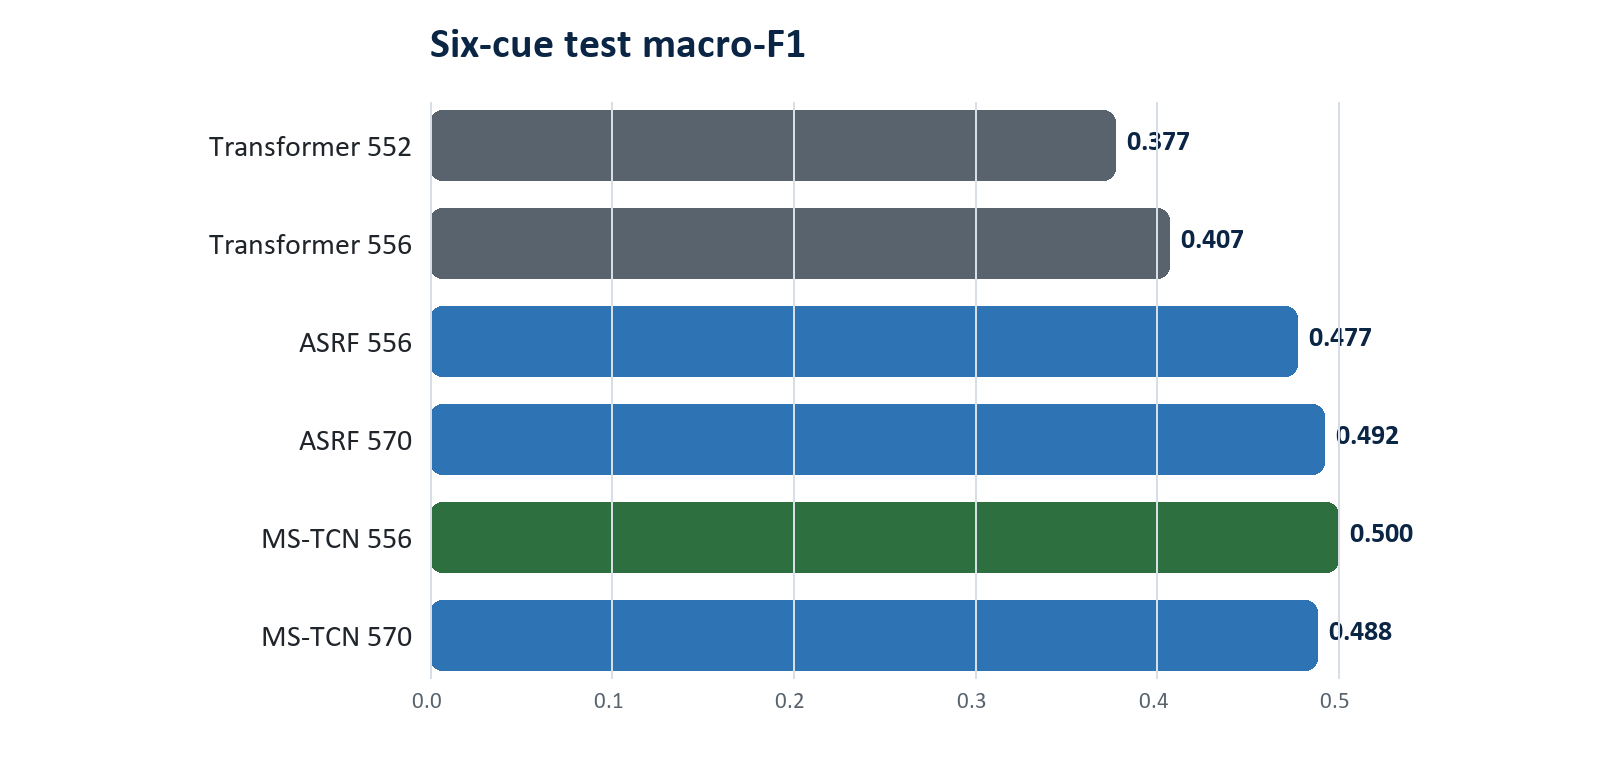 Six-cue test macro-F1
Transformer 552 0.377
Transformer 556 0.407
ASRF 556 0.477
ASRF 570 0.492
MS-TCN 556 0.500
MS-TCN 570 0.488
0.0 0.1 0.2 0.3 0.4 0.5